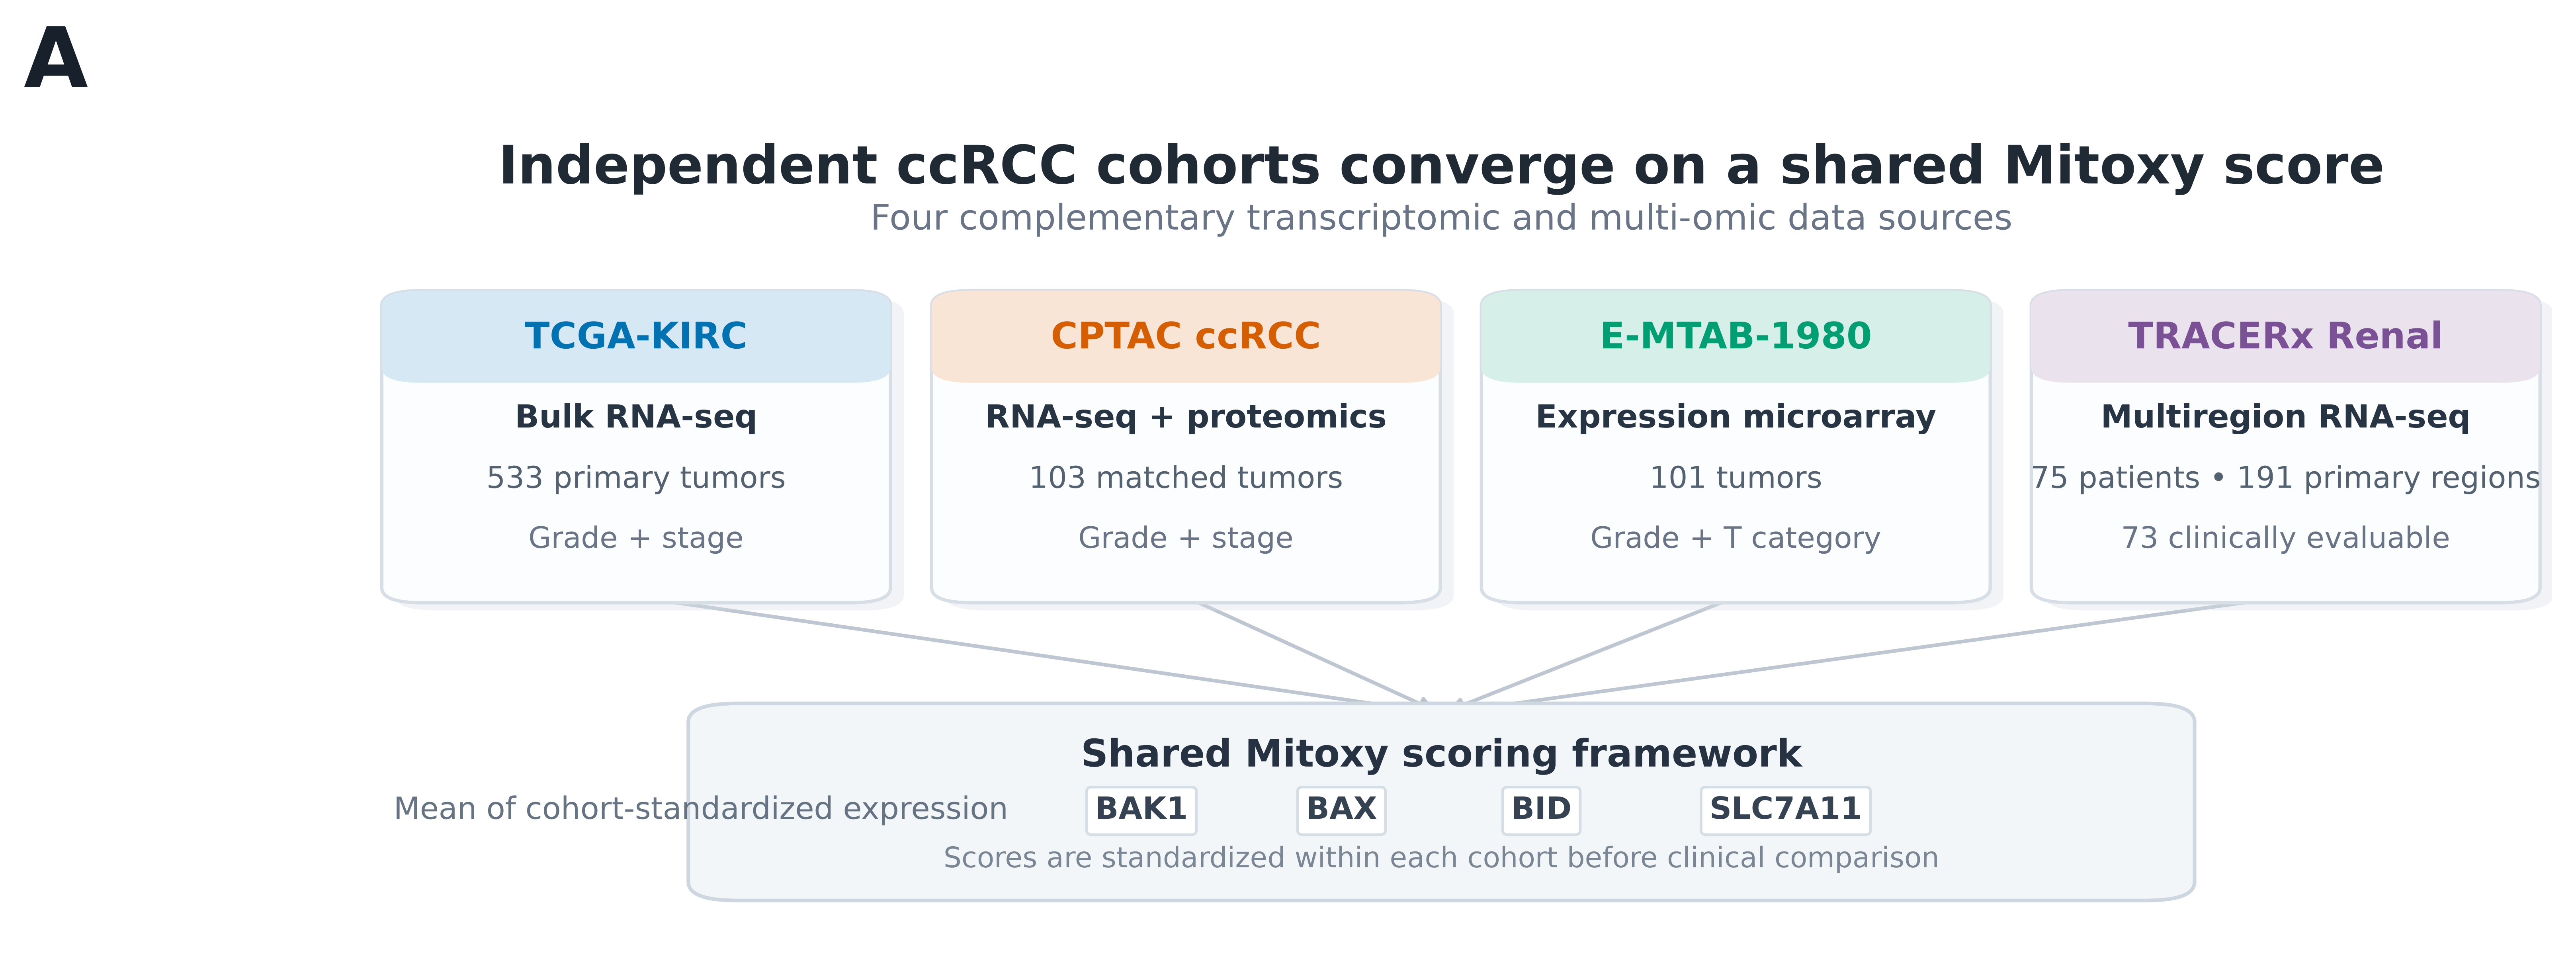 A
Independent ccRCC cohorts converge on a shared Mitoxy score
Four complementary transcriptomic and multi-omic data sources
TCGA-KIRC
Bulk RNA-seq
533 primary tumors
Grade + stage
CPTAC ccRCC
RNA-seq + proteomics
103 matched tumors
Grade + stage
E-MTAB-1980
Expression microarray
101 tumors
Grade + T category
TRACERx Renal
Multiregion RNA-seq
75 patients • 191 primary regions
73 clinically evaluable
Shared Mitoxy scoring framework
Mean of cohort-standardized expression BAK1 BAX BID SLC7A11
Scores are standardized within each cohort before clinical comparison